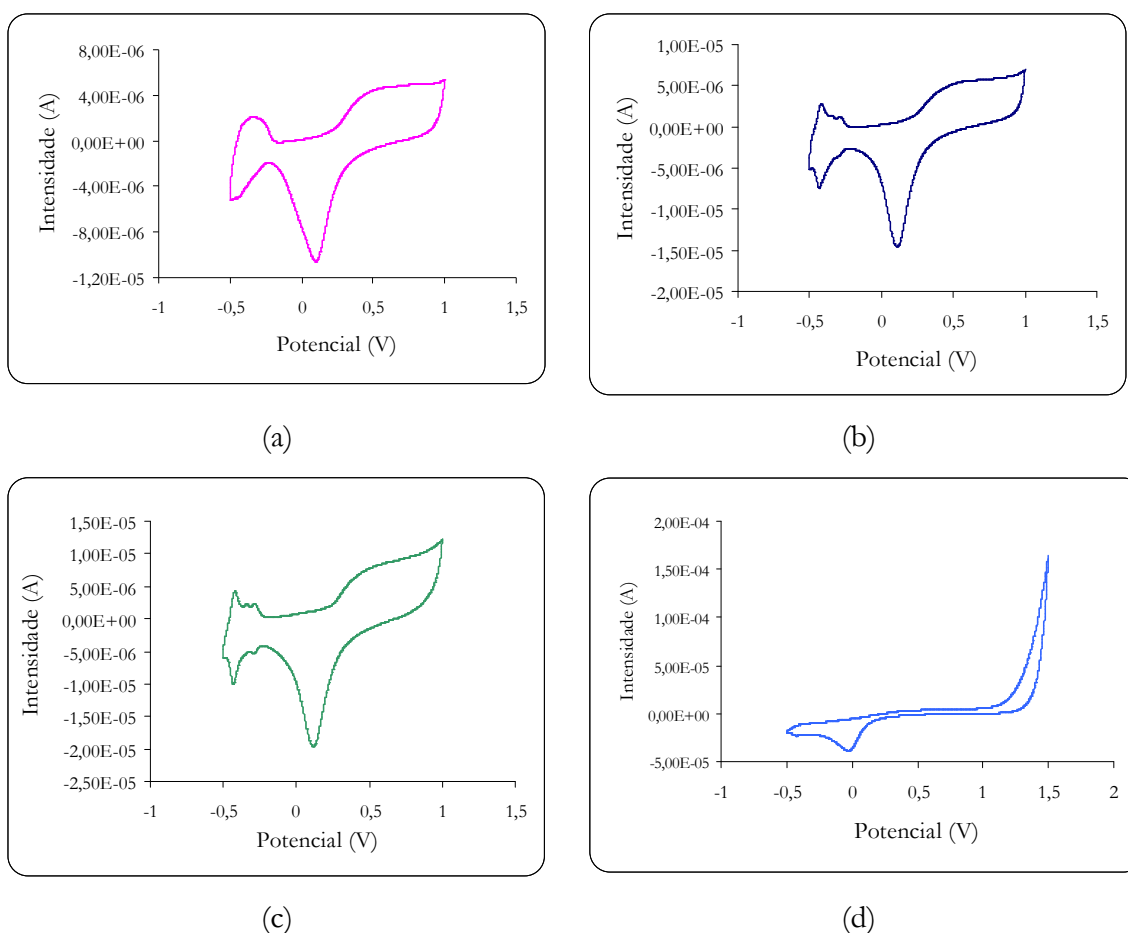 8,00E-06
4,00E-06
0,00E+00
-4,00E-06
-8,00E-06
-1,20E-05
-1 -0,5 0 0,5 1 1,5
Intensidade (A)
Potencial (V)
(a)
1,00E-05
5,00E-06
0,00E+00
-5,00E-06
-1,00E-05
-1,50E-05
-2,00E-05
-1 -0,5 0 0,5 1 1,5
Intensidade (A)
Potencial (V)
(b)
1,50E-05
1,00E-05
5,00E-06
0,00E+00
-5,00E-06
-1,00E-05
-1,50E-05
-2,00E-05
-2,50E-05
-1 -0,5 0 0,5 1 1,5
Intensidade (A)
Potencial (V)
(c)
2,00E-04
1,50E-04
1,00E-04
5,00E-05
0,00E+00
-5,00E-05
-1 -0,5 0 0,5 1 1,5 2
Intensidade (A)
Potencial (V)
(d)